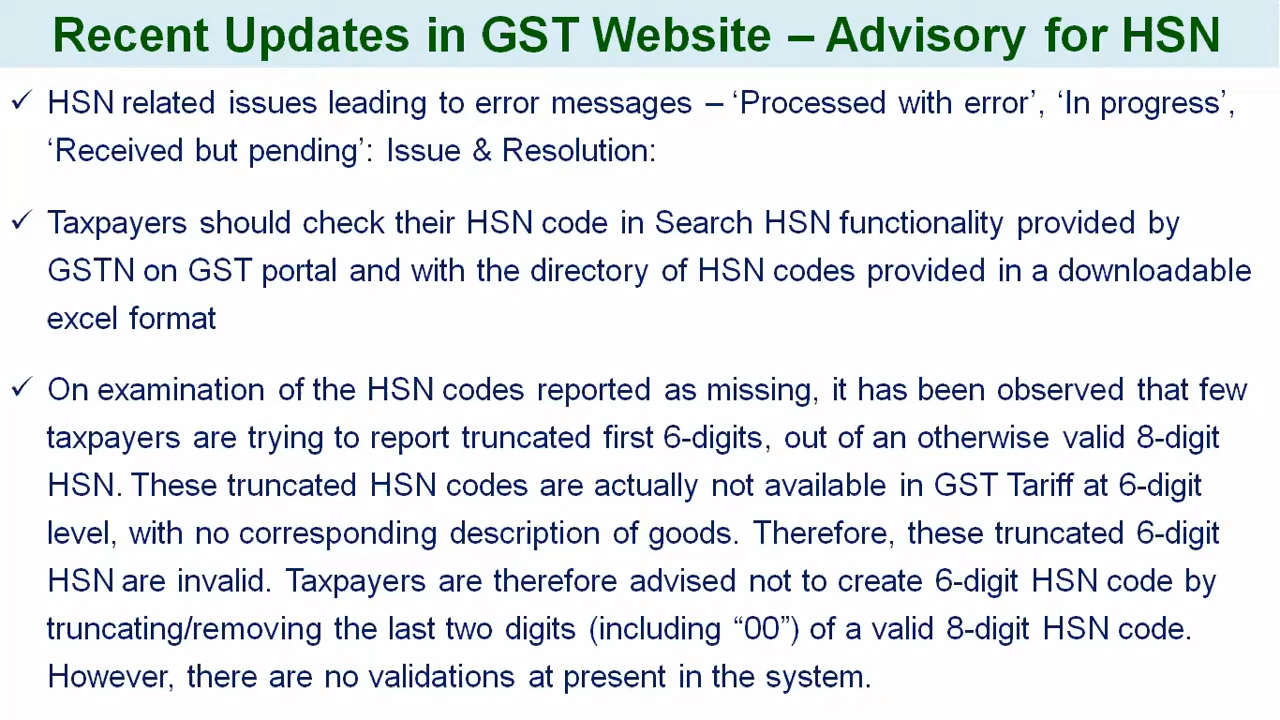 Recent Updates in GST Website – Advisory for HSN
✓ HSN related issues leading to error messages – ‘Processed with error’, ‘In progress’,
‘Received but pending’: Issue & Resolution:
✓ Taxpayers should check their HSN code in Search HSN functionality provided by
GSTN on GST portal and with the directory of HSN codes provided in a downloadable
excel format
✓ On examination of the HSN codes reported as missing, it has been observed that few
taxpayers are trying to report truncated first 6-digits, out of an otherwise valid 8-digit
HSN. These truncated HSN codes are actually not available in GST Tariff at 6-digit
level, with no corresponding description of goods. Therefore, these truncated 6-digit
HSN are invalid. Taxpayers are therefore advised not to create 6-digit HSN code by
truncating/removing the last two digits (including “00”) of a valid 8-digit HSN code.
However, there are no validations at present in the system.